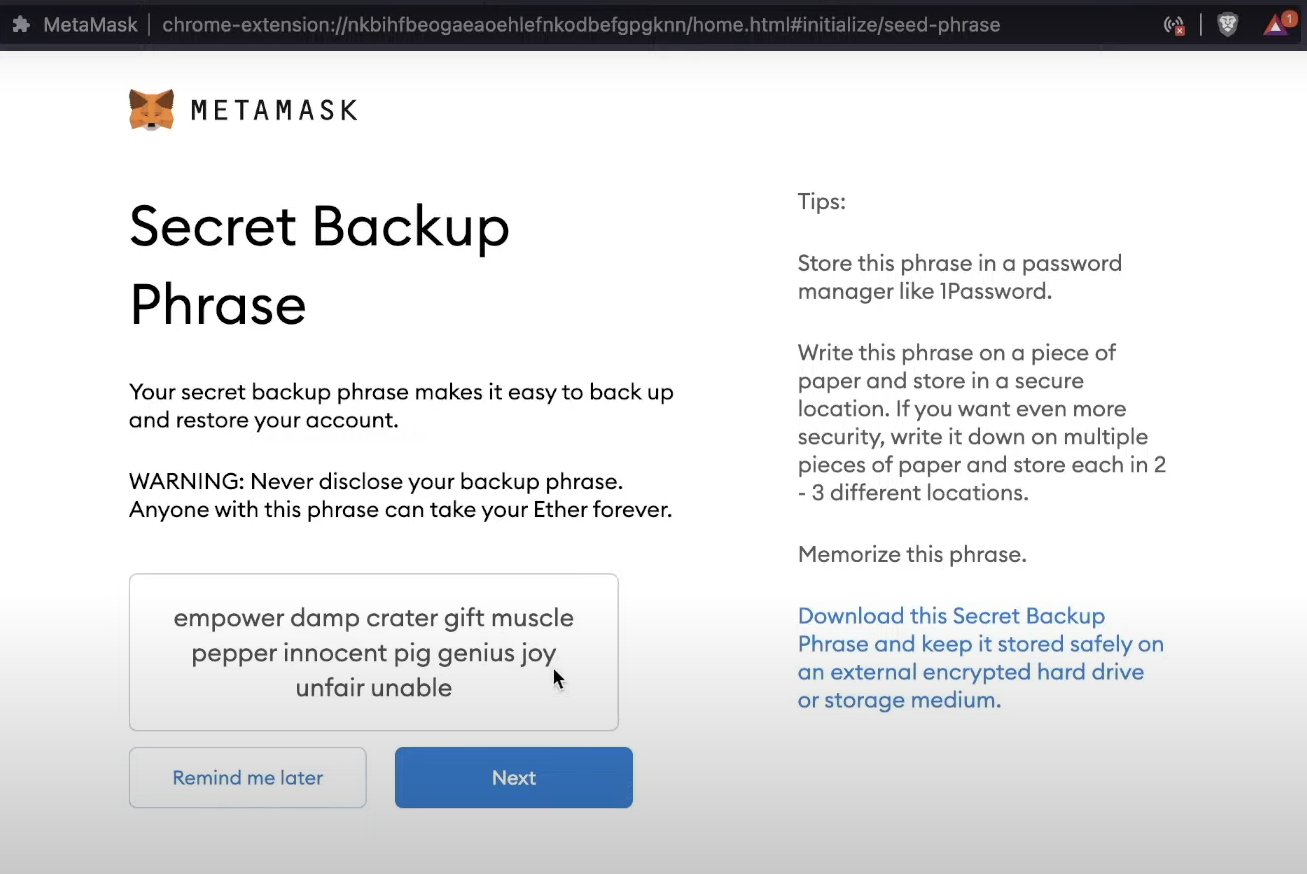 MetaMask | chrome-extension://nkbihfbeogaeaoehlefnkodbefgpgknn/home.html#initialize/seed-phrase
1
METAMASK
Secret Backup
Phrase
Your secret backup phrase makes it easy to back up
and restore your account.
WARNING: Never disclose your backup phrase.
Anyone with this phrase can take your Ether forever.
empower damp crater gift muscle
pepper innocent pig genius joy
unfair unable
Remind me later
Next
Tips:
Store this phrase in a password
manager like 1Password.
Write this phrase on a piece of
paper and store in a secure
location. If you want even more
security, write it down on multiple
pieces of paper and store each in 2
- 3 different locations.
Memorize this phrase.
Download this Secret Backup
Phrase and keep it stored safely on
an external encrypted hard drive
or storage medium.